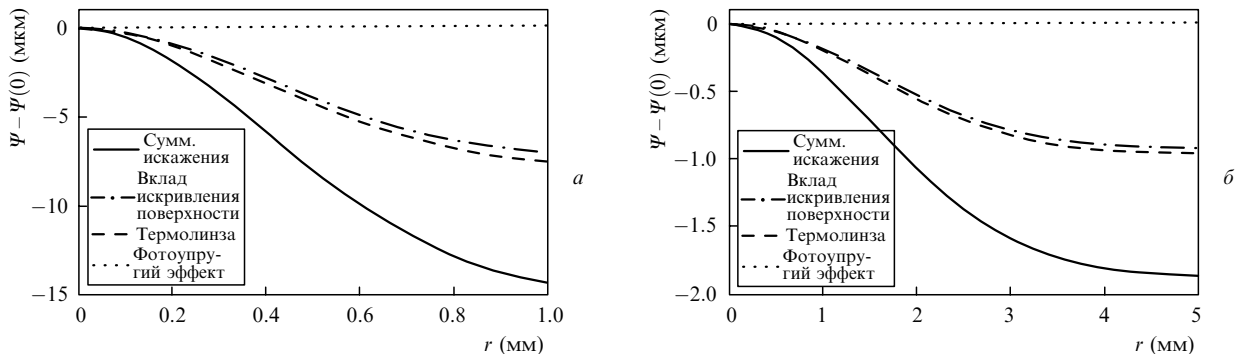 Ψ – Ψ(0) (мкм)
0
−5
−10
−15
Сумм.
искажения
Вклад
искривления
поверхности
Термолинза
Фотоупру-
гий эффект
0
0.2
0.4
0.6
0.8
1.0
r (мм)
а
Ψ – Ψ(0) (мкм)
0
−0.5
−1.0
−1.5
−2.0
Сумм.
искажения
Вклад
искривления
поверхности
Термолинза
Фотоупру-
гий эффект
0
1
2
3
4
5
r (мм)
б